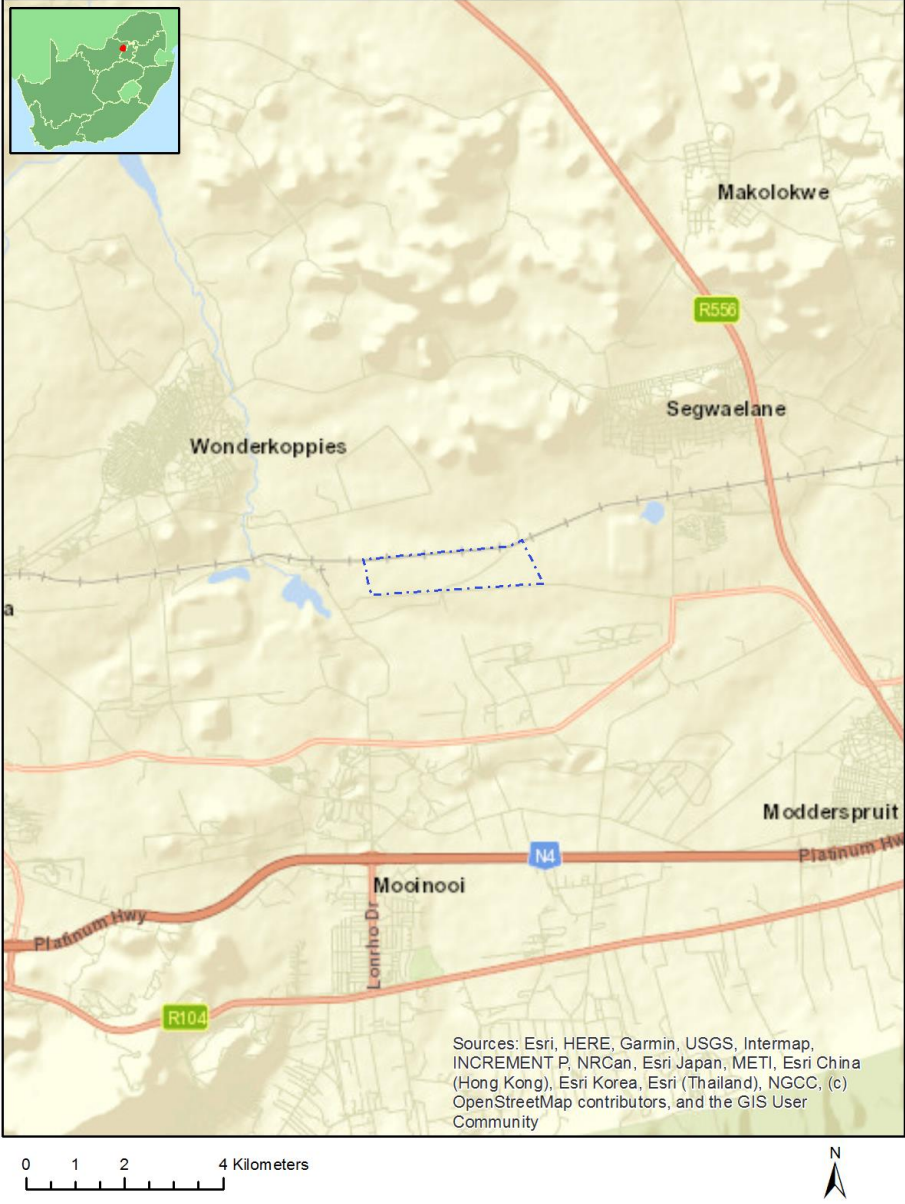 Makolokwe
R556
Segwaelane
Wonderkoppies
a
Modderspruit
Platinum Hw
N4
Mooinooi
Platinum Hwy
Lonrho Dr
R104
Sources: Esri, HERE, Garmin, USGS, Intermap,
INCREMENT P, NRCan, Esri Japan, METI, Esri China
(Hong Kong), Esri Korea, Esri (Thailand), NGCC, (c)
OpenStreetMap contributors, and the GIS User
Community
0 1 2 4 Kilometers
N